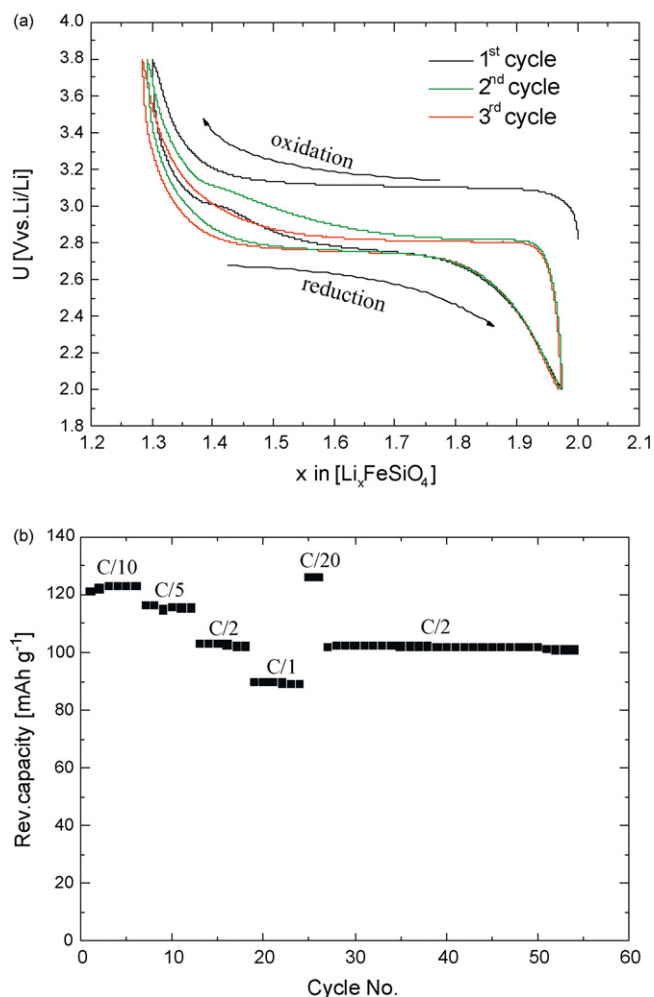 (a)
4.0
3.8
3.6
3.4
3.2
3.0
2.8
2.6
2.4
2.2
2.0
1.8
U [Vvs.Li/Li]
1st cycle
2nd cycle
3rd cycle
oxidation
reduction
1.2 1.3 1.4 1.5 1.6 1.7 1.8 1.9 2.0 2.1
x in [LixFeSiO4]
(b)
140
120
100
80
60
40
20
0
Rev.capacity [mAh g-1]
C/10
C/5
C/2
C/1
C/20
C/2
0 10 20 30 40 50 60
Cycle No.